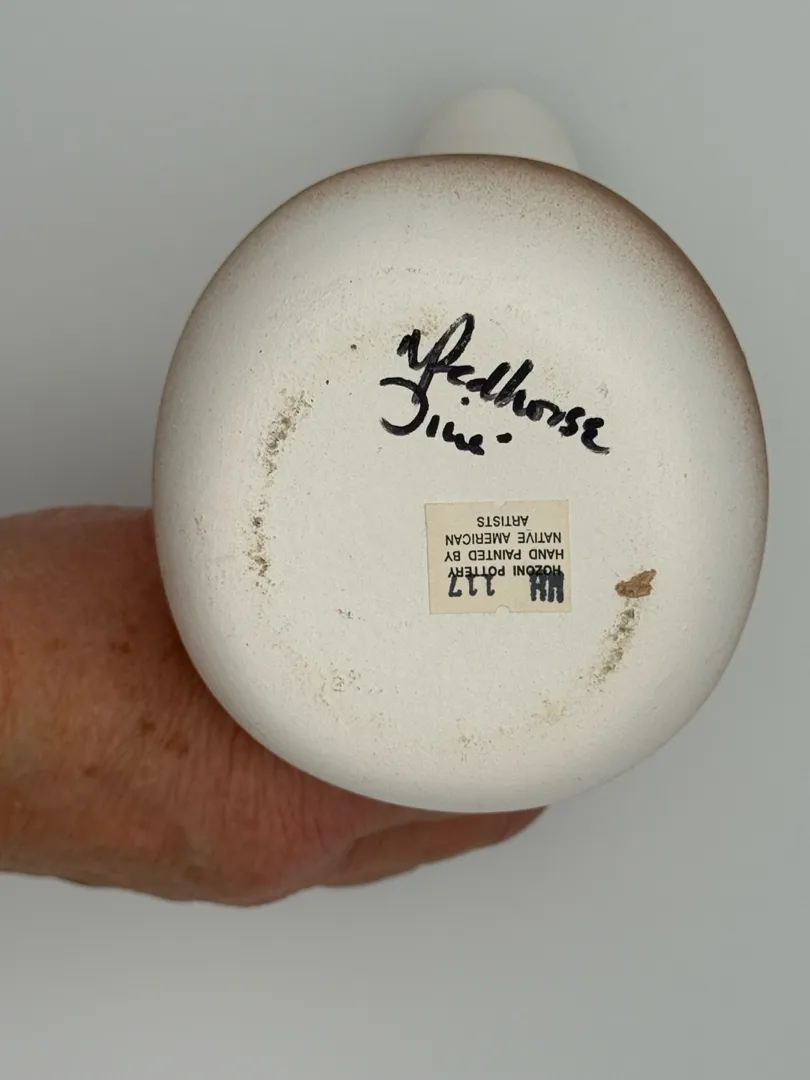 Redhorse
Dine'
117
HOZONI POTTERY
HAND PAINTED BY
NATIVE AMERICAN
ARTISTS